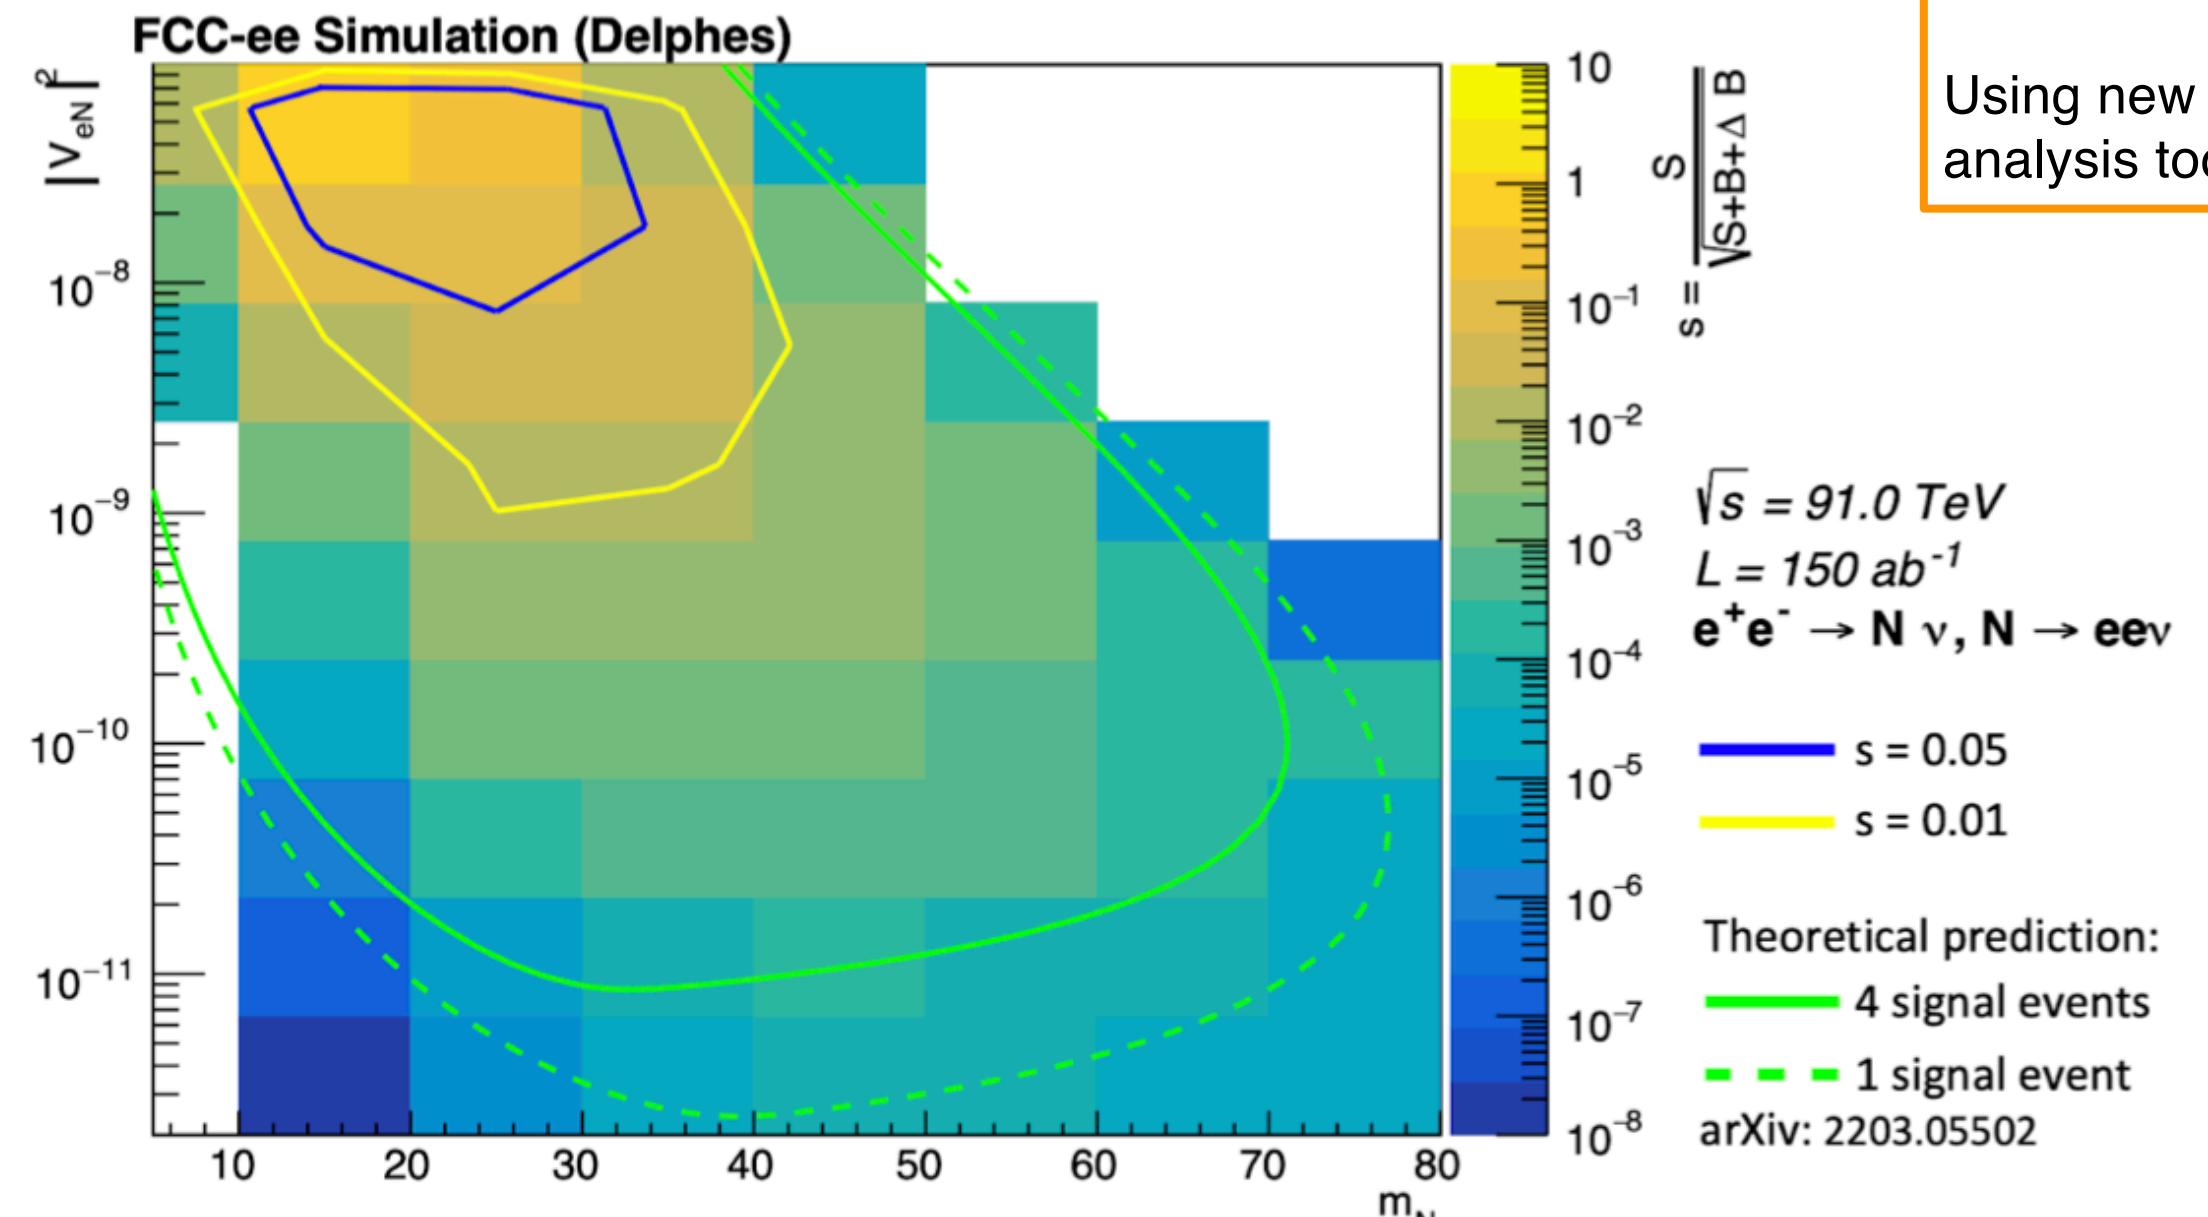 FCC-ee Simulation (Delphes)
|V_eN|²
10⁻⁸
10⁻⁹
10⁻¹⁰
10⁻¹¹
10 20 30 40 50 60 70 80
m_N
10
1
10⁻¹
10⁻²
10⁻³
10⁻⁴
10⁻⁵
10⁻⁶
10⁻⁷
10⁻⁸
s = S / √S+B+Δ B
Using new
analysis
√s = 91.0 TeV
L = 150 ab⁻¹
e⁺e⁻ → N ν, N → eeν
s = 0.05
s = 0.01
Theoretical prediction:
4 signal events
1 signal event
arXiv: 2203.05502